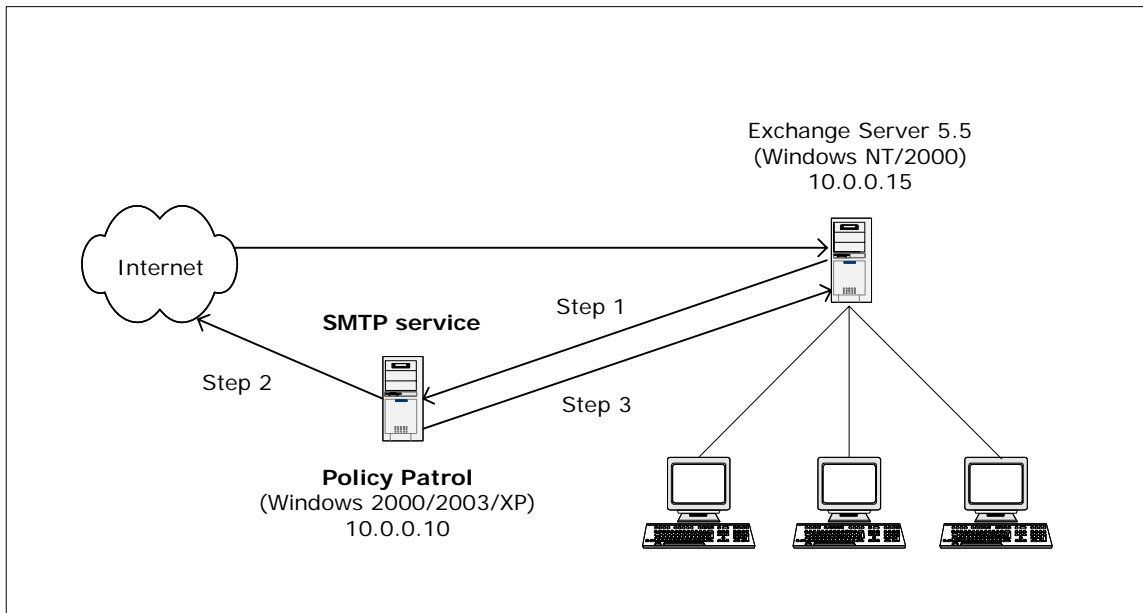 Exchange Server 5.5
(Windows NT/2000)
10.0.0.15
Internet
Step 1
SMTP service
Step 2
Step 3
Policy Patrol
(Windows 2000/2003/XP)
10.0.0.10